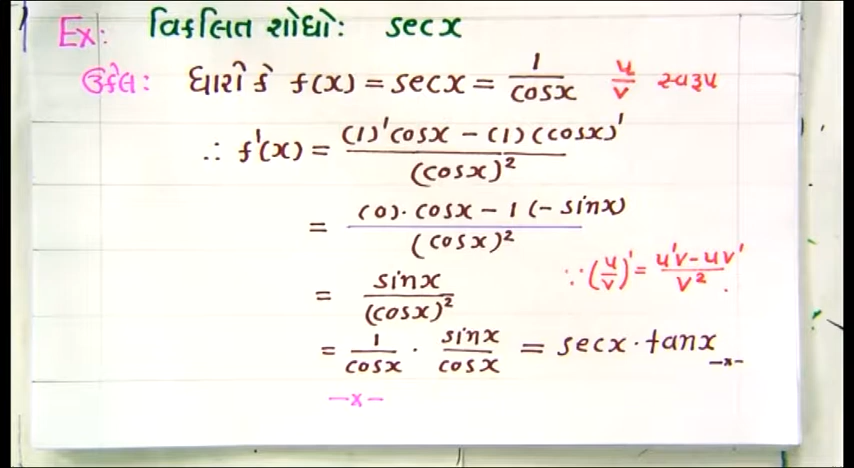 Ex: વિકલિત શોધો: secx
ઉકેલ: ધારો કે f(x) = secx = 1/cosx u/v સ્વરૂપ
∴ f'(x) = (1)'cosx - (1)(cosx)' / (cosx)²
= (0)·cosx - 1(-sinx) / (cosx)²
= sinx / (cosx)² ∵ (u/v)' = u'v - uv' / v² .
= 1/cosx · sinx/cosx = secx·tanx -x-
-x-